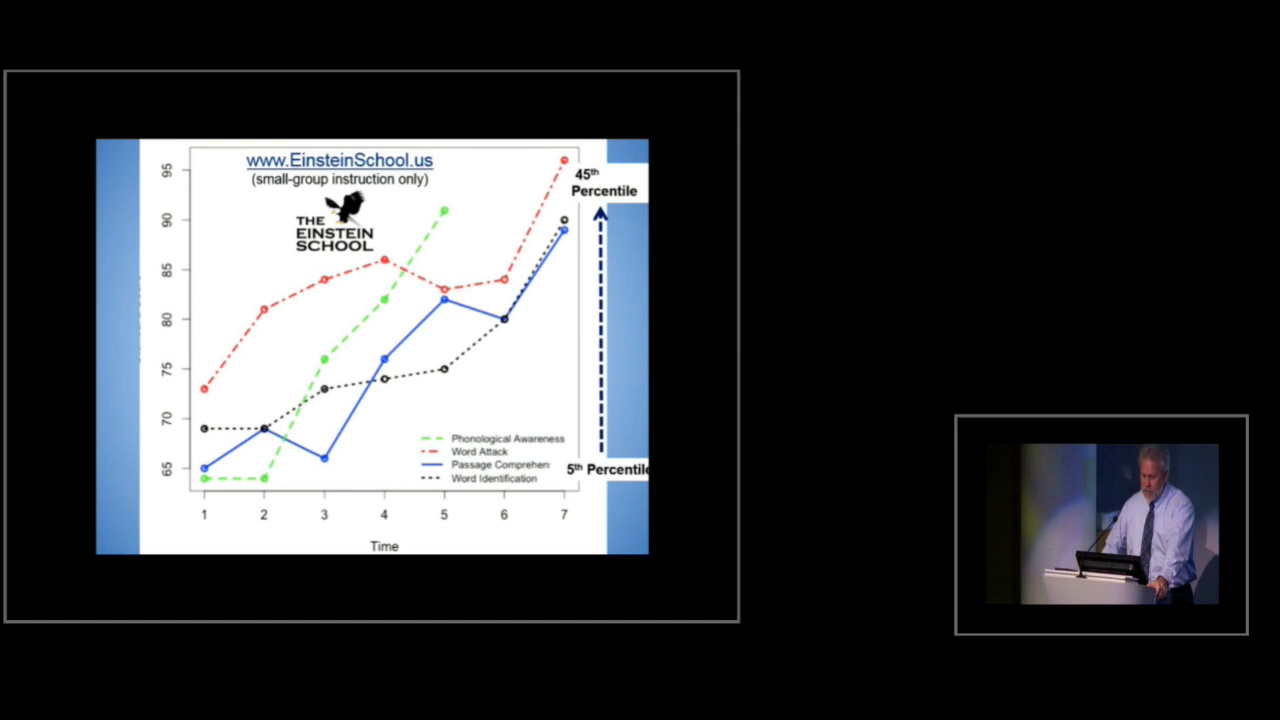 www.EinsteinSchool.us
(small-group instruction only)
THE
EINSTEIN
SCHOOL
95
90
85
80
75
70
65
45th
Percentile
5th Percentile
Phonological Awareness
Word Attack
Passage Comprehen
Word Identification
1 2 3 4 5 6 7
Time